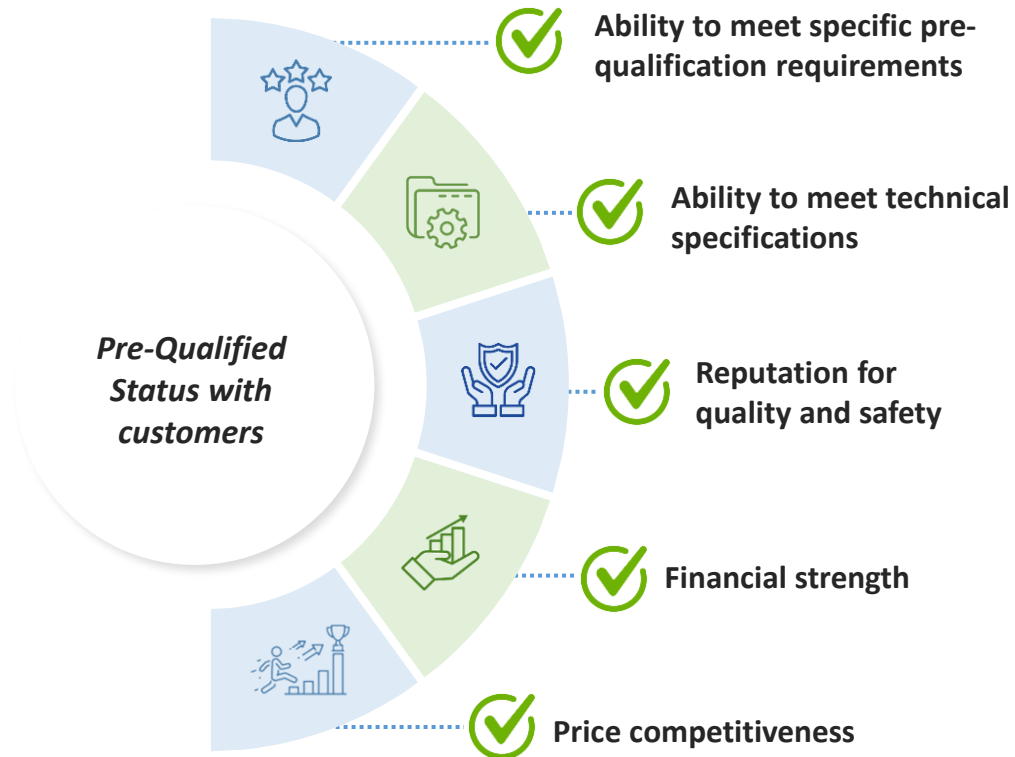 Ability to meet specific pre-
qualification requirements
Ability to meet technical
specifications
Pre-Qualified
Status with
customers
Reputation for
quality and safety
Financial strength
Price competitiveness